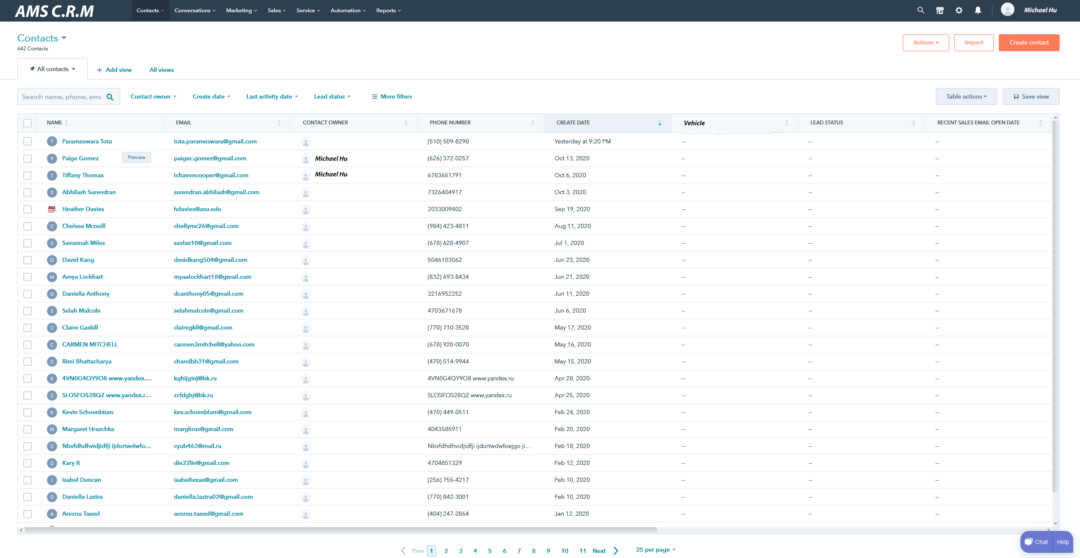 AMS C.R.M Contacts Conversations Marketing Sales Service Automation Reports Michael Hu
Contacts
642 Contacts
Actions Import Create contact
All contacts + Add view All views
Search name, phone, ema Contact owner Create date Last activity date Lead status More filters Table actions Save view
NAME EMAIL CONTACT OWNER PHONE NUMBER CREATE DATE Vehicle LEAD STATUS RECENT SALES EMAIL OPEN DATE
T Parameswara Tota tota.parameswara@gmail.com (510) 509-8290 Yesterday at 9:20 PM -- -- --
P Paige Gomez Preview paigec.gomez@gmail.com Michael Hu (626) 372-0257 Oct 13, 2020 -- -- --
T Tiffany Thomas tchavoncooper@gmail.com Michael Hu 6783651791 Oct 6, 2020 -- -- --
S Abhilash Surendran surendran.abhilash@gmail.com 7326404917 Oct 3, 2020 -- -- --
Heather Davies hdavies@asu.edu 2033009402 Sep 19, 2020 -- -- --
C Chelsea Mcneill chellymc26@gmail.com (984) 423-4811 Aug 11, 2020 -- -- --
S Savannah Miles savlax10@gmail.com (678) 628-4907 Jul 1, 2020 -- -- --
D David Kang davidkang504@gmail.com 5046103062 Jun 23, 2020 -- -- --
M Amya Lockhart myaalockhart18@gmail.com (832) 693-8434 Jun 21, 2020 -- -- --
D Daniella Anthony dcanthony05@gmail.com 3216952252 Jun 11, 2020 -- -- --
S Selah Malcoln selahmalcoln@gmail.com 4703671678 Jun 6, 2020 -- -- --
C Claire Gaskill clairegkll@gmail.com (770) 710-3528 May 17, 2020 -- -- --
C CARMEN MITCHELL carmen3mitchell@yahoo.com (678) 920-0070 May 16, 2020 -- -- --
C Rimi Bhattacharya chandbh31@gmail.com (470) 514-9944 May 15, 2020 -- -- --
K 4VN0G4QY9O8 www.yandex.... kghijginj@bk.ru 4VN0G4QY9O8 www.yandex.ru Apr 28, 2020 -- -- --
Z SLOSFOS28QZ www.yandex.r... zcfdghj@bk.ru SLOSFOS28QZ www.yandex.ru Apr 25, 2020 -- -- --
K Kevin Schoenblum kev.schoenblum@gmail.com (470) 449-0511 Feb 24, 2020 -- -- --
M Margaret Hruschka marghrus@gmail.com 4043585911 Feb 20, 2020 -- -- --
C Nbvfdhdhvidjidfji ijdurtwdwfo... cyub463@mail.ru Nbvfdhdhvidjidfji ijdurtwdwfoejgo ji... Feb 18, 2020 -- -- --
D Kary R die22liv@gmail.com 4704851329 Feb 12, 2020 -- -- --
I Isabel Duncan isabeltexas@gmail.com (256) 755-4217 Feb 10, 2020 -- -- --
D Daniella Lastra daniella.lastra02@gmail.com (770) 842-3001 Feb 10, 2020 -- -- --
A Arezou Taeed arezou.taeed@gmail.com (404) 247-2864 Jan 12, 2020 -- -- --
Prev 1 2 3 4 5 6 7 8 9 10 11 Next 25 per page
Chat Help